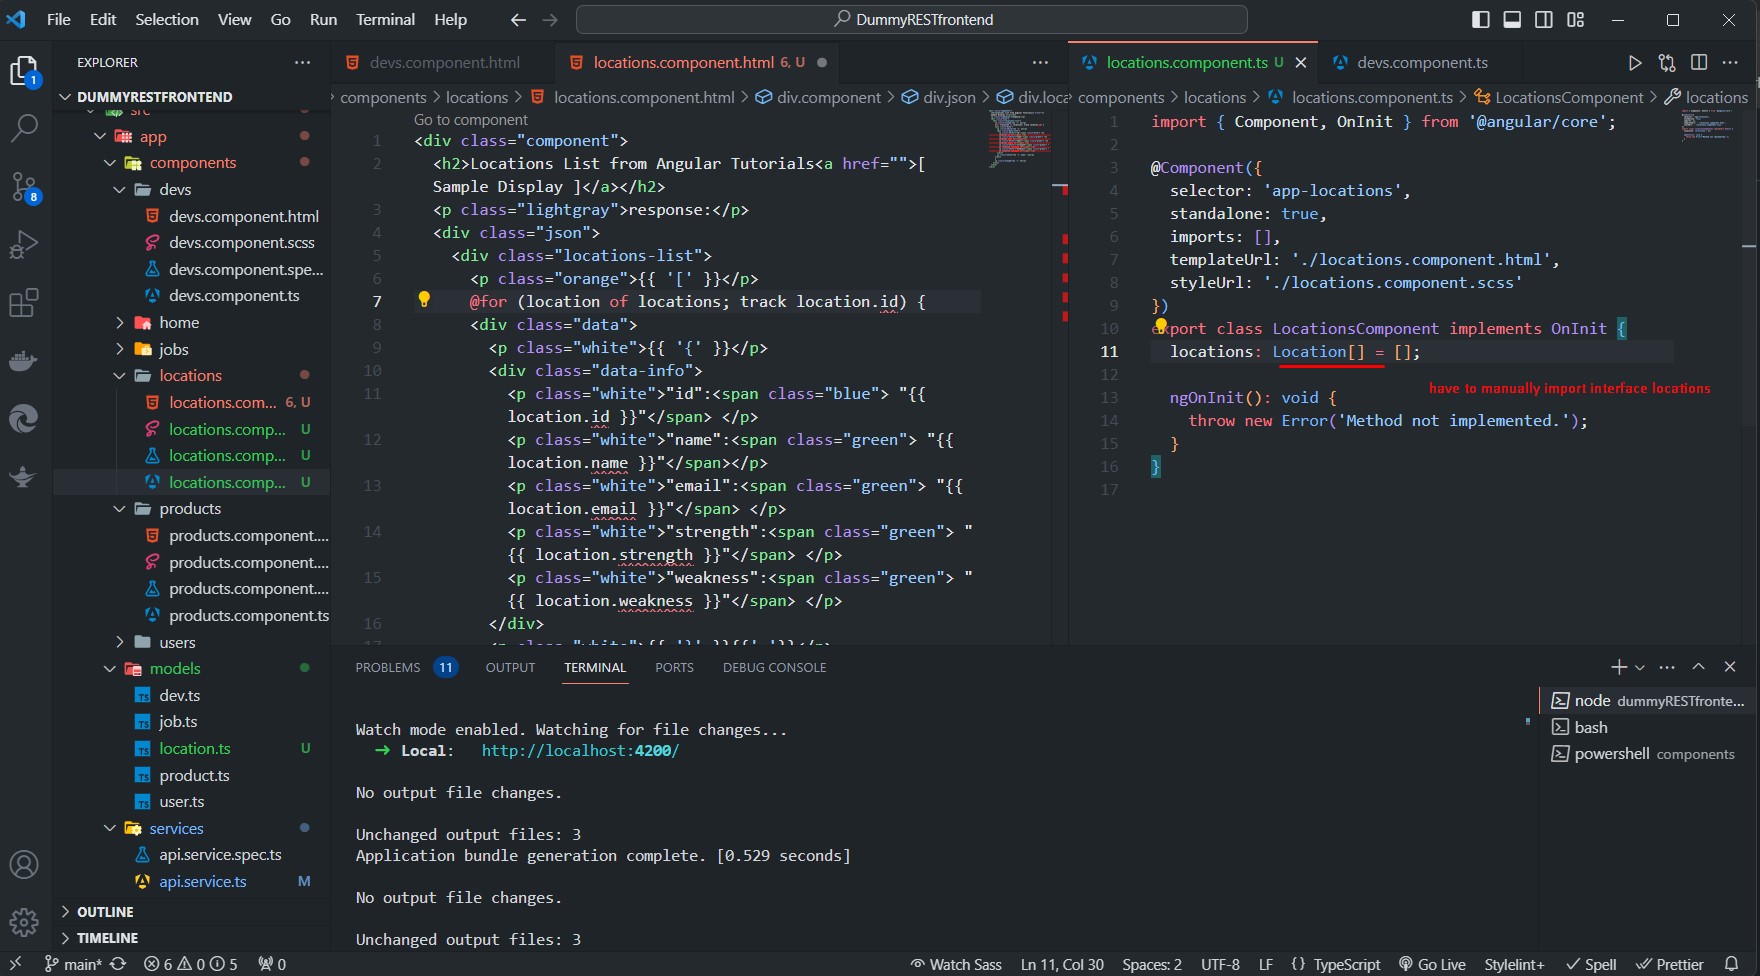 File Edit Selection View Go Run Terminal Help
DummyRESTfrontend
EXPLORER
DUMMYRESTFRONTEND
src
app
components
devs
devs.component.html
devs.component.scss
devs.component.spe...
devs.component.ts
home
jobs
locations
locations.com... 6, U
locations.comp... U
locations.comp... U
locations.comp... U
products
products.component....
products.component....
products.component....
products.component.ts
users
models
dev.ts
job.ts
location.ts U
product.ts
user.ts
services
api.service.spec.ts
api.service.ts M
OUTLINE
TIMELINE
1
8
devs.component.html
locations.component.html 6, U
components > locations > locations.component.html > div.component > div.json > div.loca
Go to component
1 <div class="component">
2 <h2>Locations List from Angular Tutorials<a href="">[
Sample Display ]</a></h2>
3 <p class="lightgray">response:</p>
4 <div class="json">
5 <div class="locations-list">
6 <p class="orange">{{ '[' }}</p>
7 @for (location of locations; track location.id) {
8 <div class="data">
9 <p class="white">{{ '{' }}</p>
10 <div class="data-info">
11 <p class="white">"id":<span class="blue"> "{{
location.id }}"</span> </p>
12 <p class="white">"name":<span class="green"> "{{
location.name }}"</span></p>
13 <p class="white">"email":<span class="green"> "{{
location.email }}"</span> </p>
14 <p class="white">"strength":<span class="green"> "
{{ location.strength }}"</span> </p>
15 <p class="white">"weakness":<span class="green"> "
{{ location.weakness }}"</span> </p>
16 </div>
locations.component.ts U
devs.component.ts
components > locations > locations.component.ts > LocationsComponent > locations
1 import { Component, OnInit } from '@angular/core';
2
3 @Component({
4 selector: 'app-locations',
5 standalone: true,
6 imports: [],
7 templateUrl: './locations.component.html',
8 styleUrl: './locations.component.scss'
9 })
10 export class LocationsComponent implements OnInit {
11 locations: Location[] = [];
12
have to manually import interface locations
13 ngOnInit(): void {
14 throw new Error('Method not implemented.');
15 }
16 }
17
PROBLEMS 11 OUTPUT TERMINAL PORTS DEBUG CONSOLE
Watch mode enabled. Watching for file changes...
➜ Local: http://localhost:4200/
No output file changes.
Unchanged output files: 3
Application bundle generation complete. [0.529 seconds]
No output file changes.
Unchanged output files: 3
node dummyRESTfronte...
bash
powershell components
main* 6 0 5 0
Watch Sass Ln 11, Col 30 Spaces: 2 UTF-8 LF {} TypeScript Go Live Stylelint+ Spell Prettier